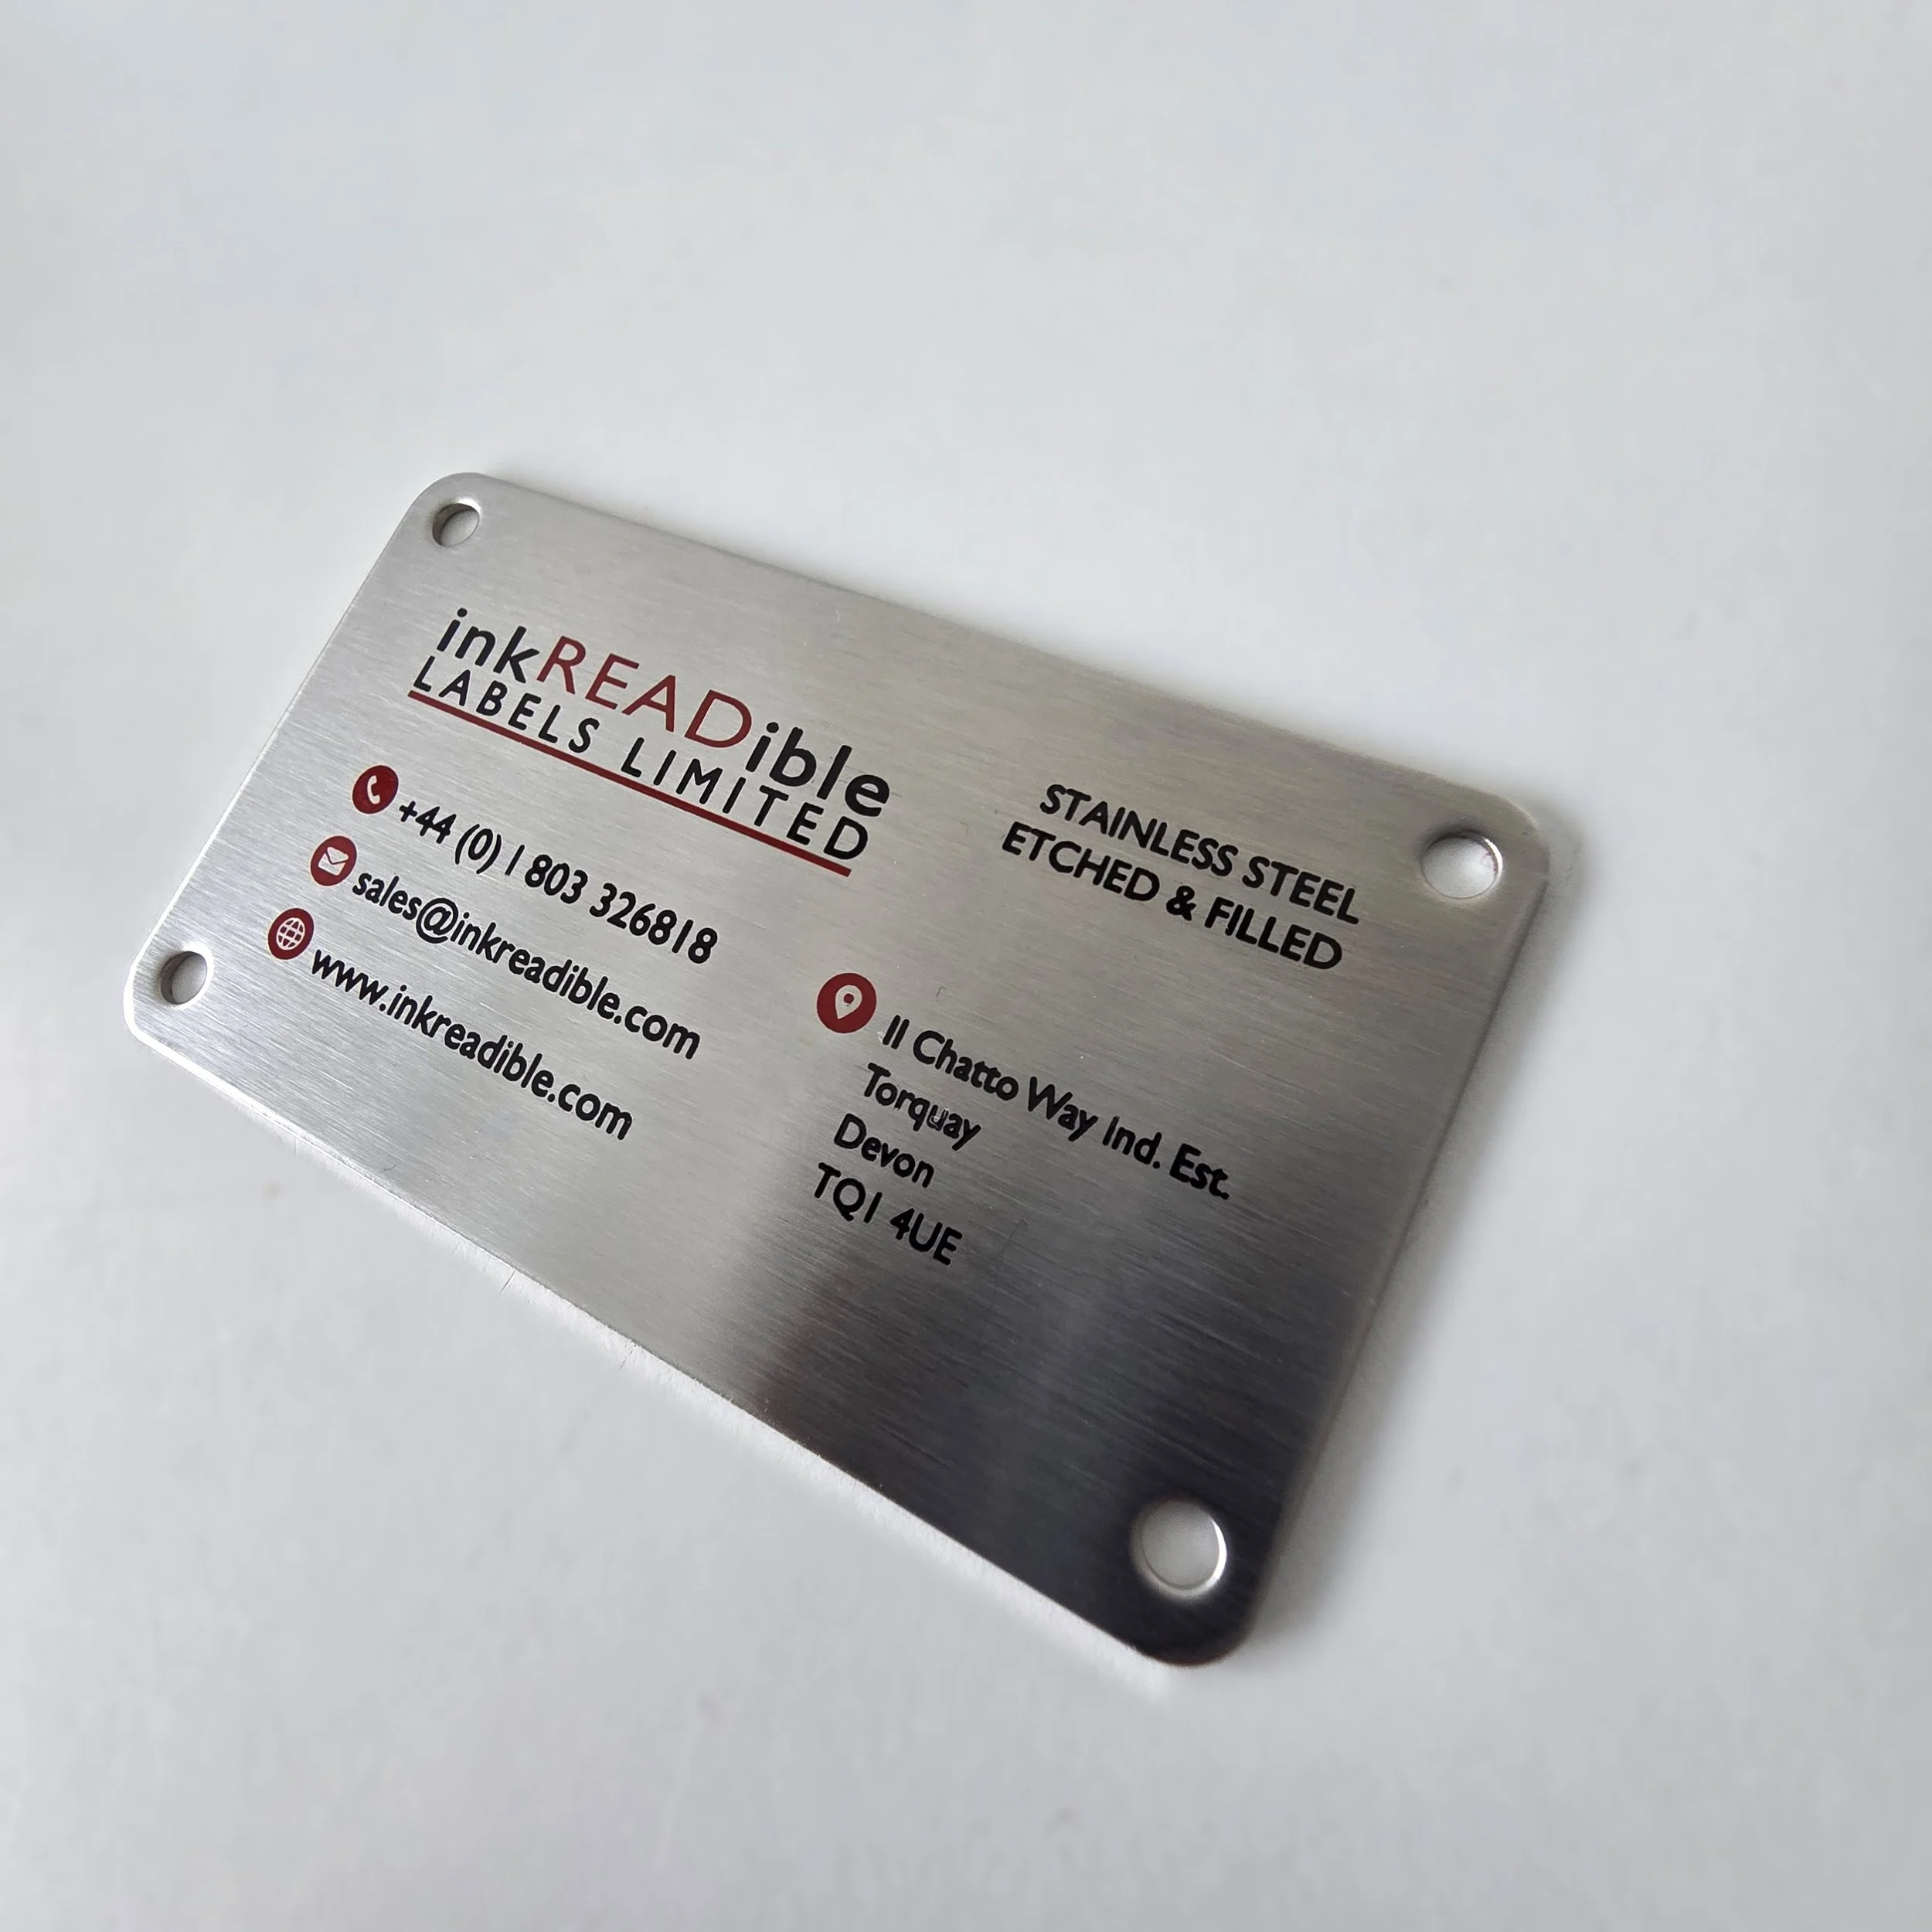 inkREADible
LABELS LIMITED
+44 (0) 1803 326818
sales@inkreadible.com
www.inkreadible.com
STAINLESS STEEL
ETCHED & FILLED
11 Chatto Way Ind. Est.
Torquay
Devon
TQ1 4UE